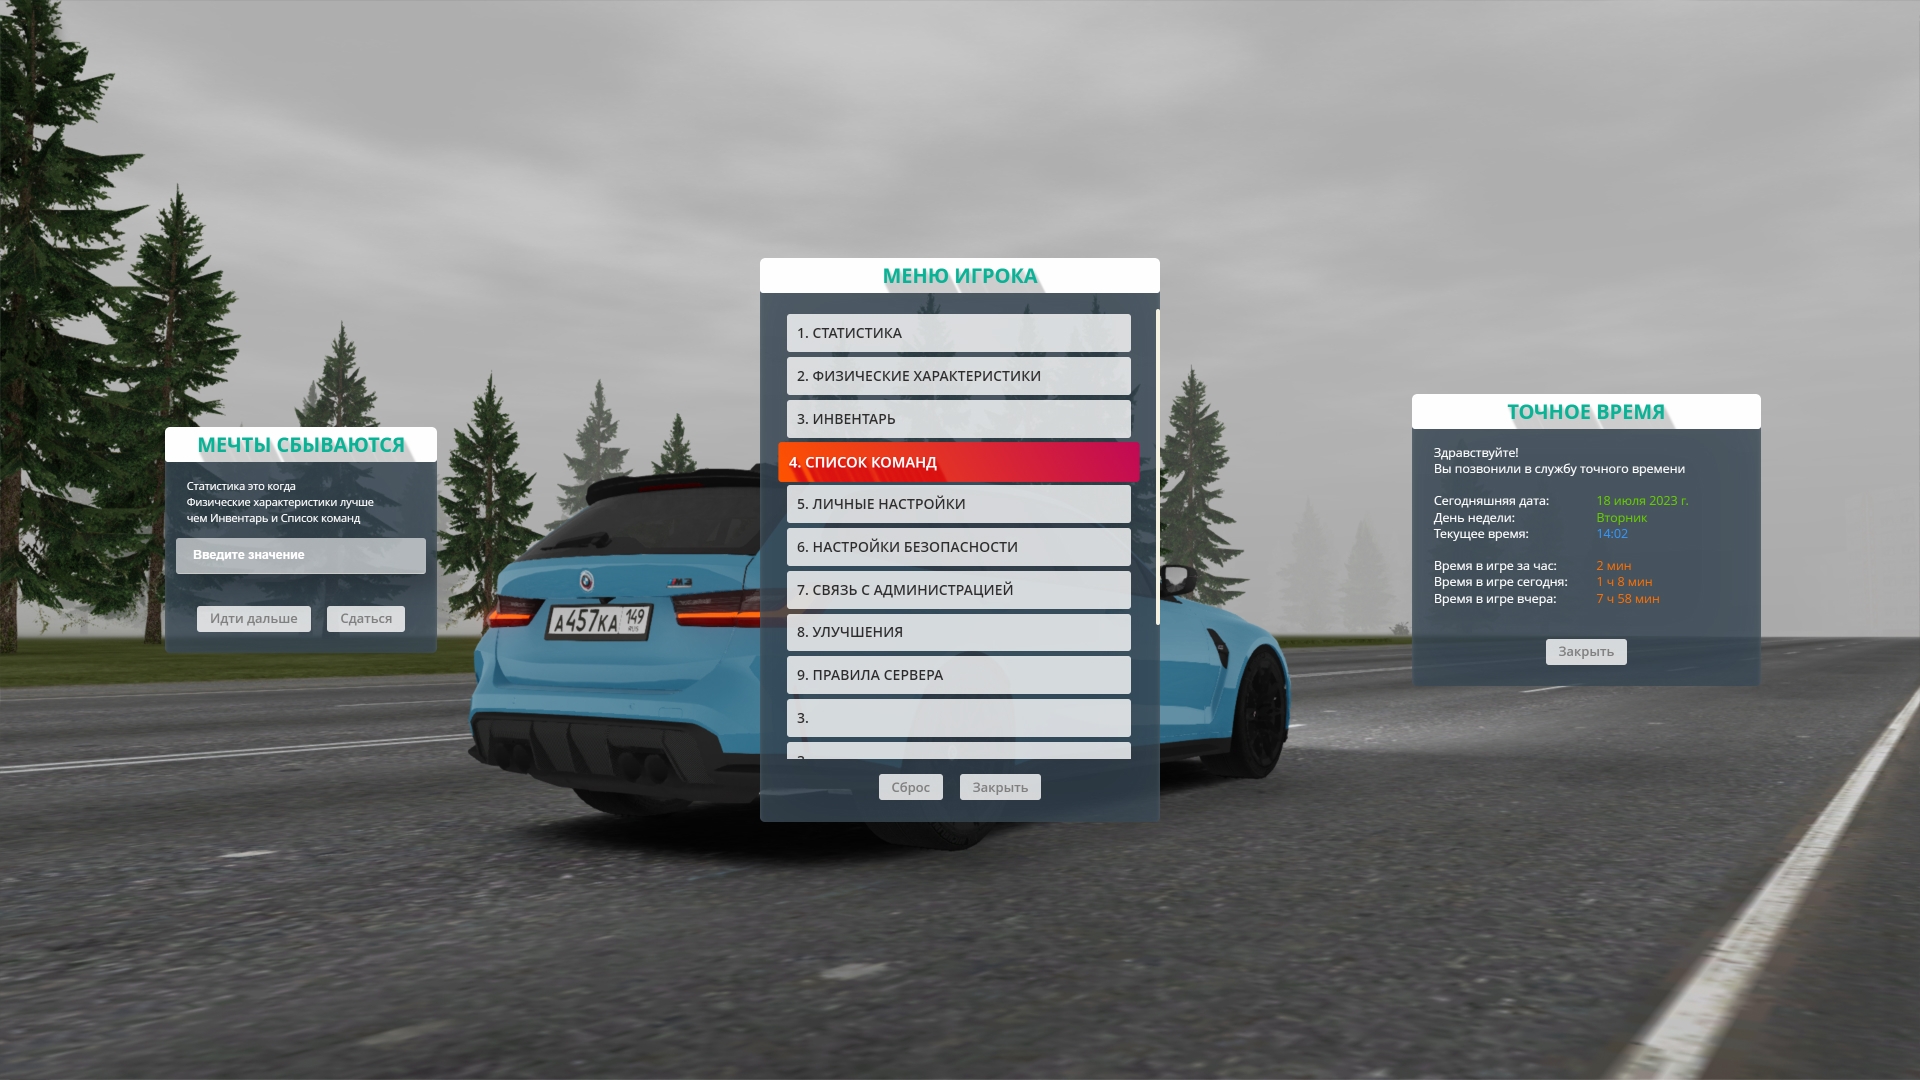 МЕЧТЫ СБЫВАЮТСЯ
Статистика это когда
Физические характеристики лучше
чем Инвентарь и Список команд
Введите значение
Идти дальше
Сдаться
МЕНЮ ИГРОКА
1. СТАТИСТИКА
2. ФИЗИЧЕСКИЕ ХАРАКТЕРИСТИКИ
3. ИНВЕНТАРЬ
4. СПИСОК КОМАНД
5. ЛИЧНЫЕ НАСТРОЙКИ
6. НАСТРОЙКИ БЕЗОПАСНОСТИ
7. СВЯЗЬ С АДМИНИСТРАЦИЕЙ
8. УЛУЧШЕНИЯ
9. ПРАВИЛА СЕРВЕРА
3.
Сброс
Закрыть
ТОЧНОЕ ВРЕМЯ
Здравствуйте!
Вы позвонили в службу точного времени
Сегодняшняя дата: 18 июля 2023 г.
День недели: Вторник
Текущее время: 14:02
Время в игре за час: 2 мин
Время в игре сегодня: 1 ч 8 мин
Время в игре вчера: 7 ч 58 мин
Закрыть
М3
А457КА 149